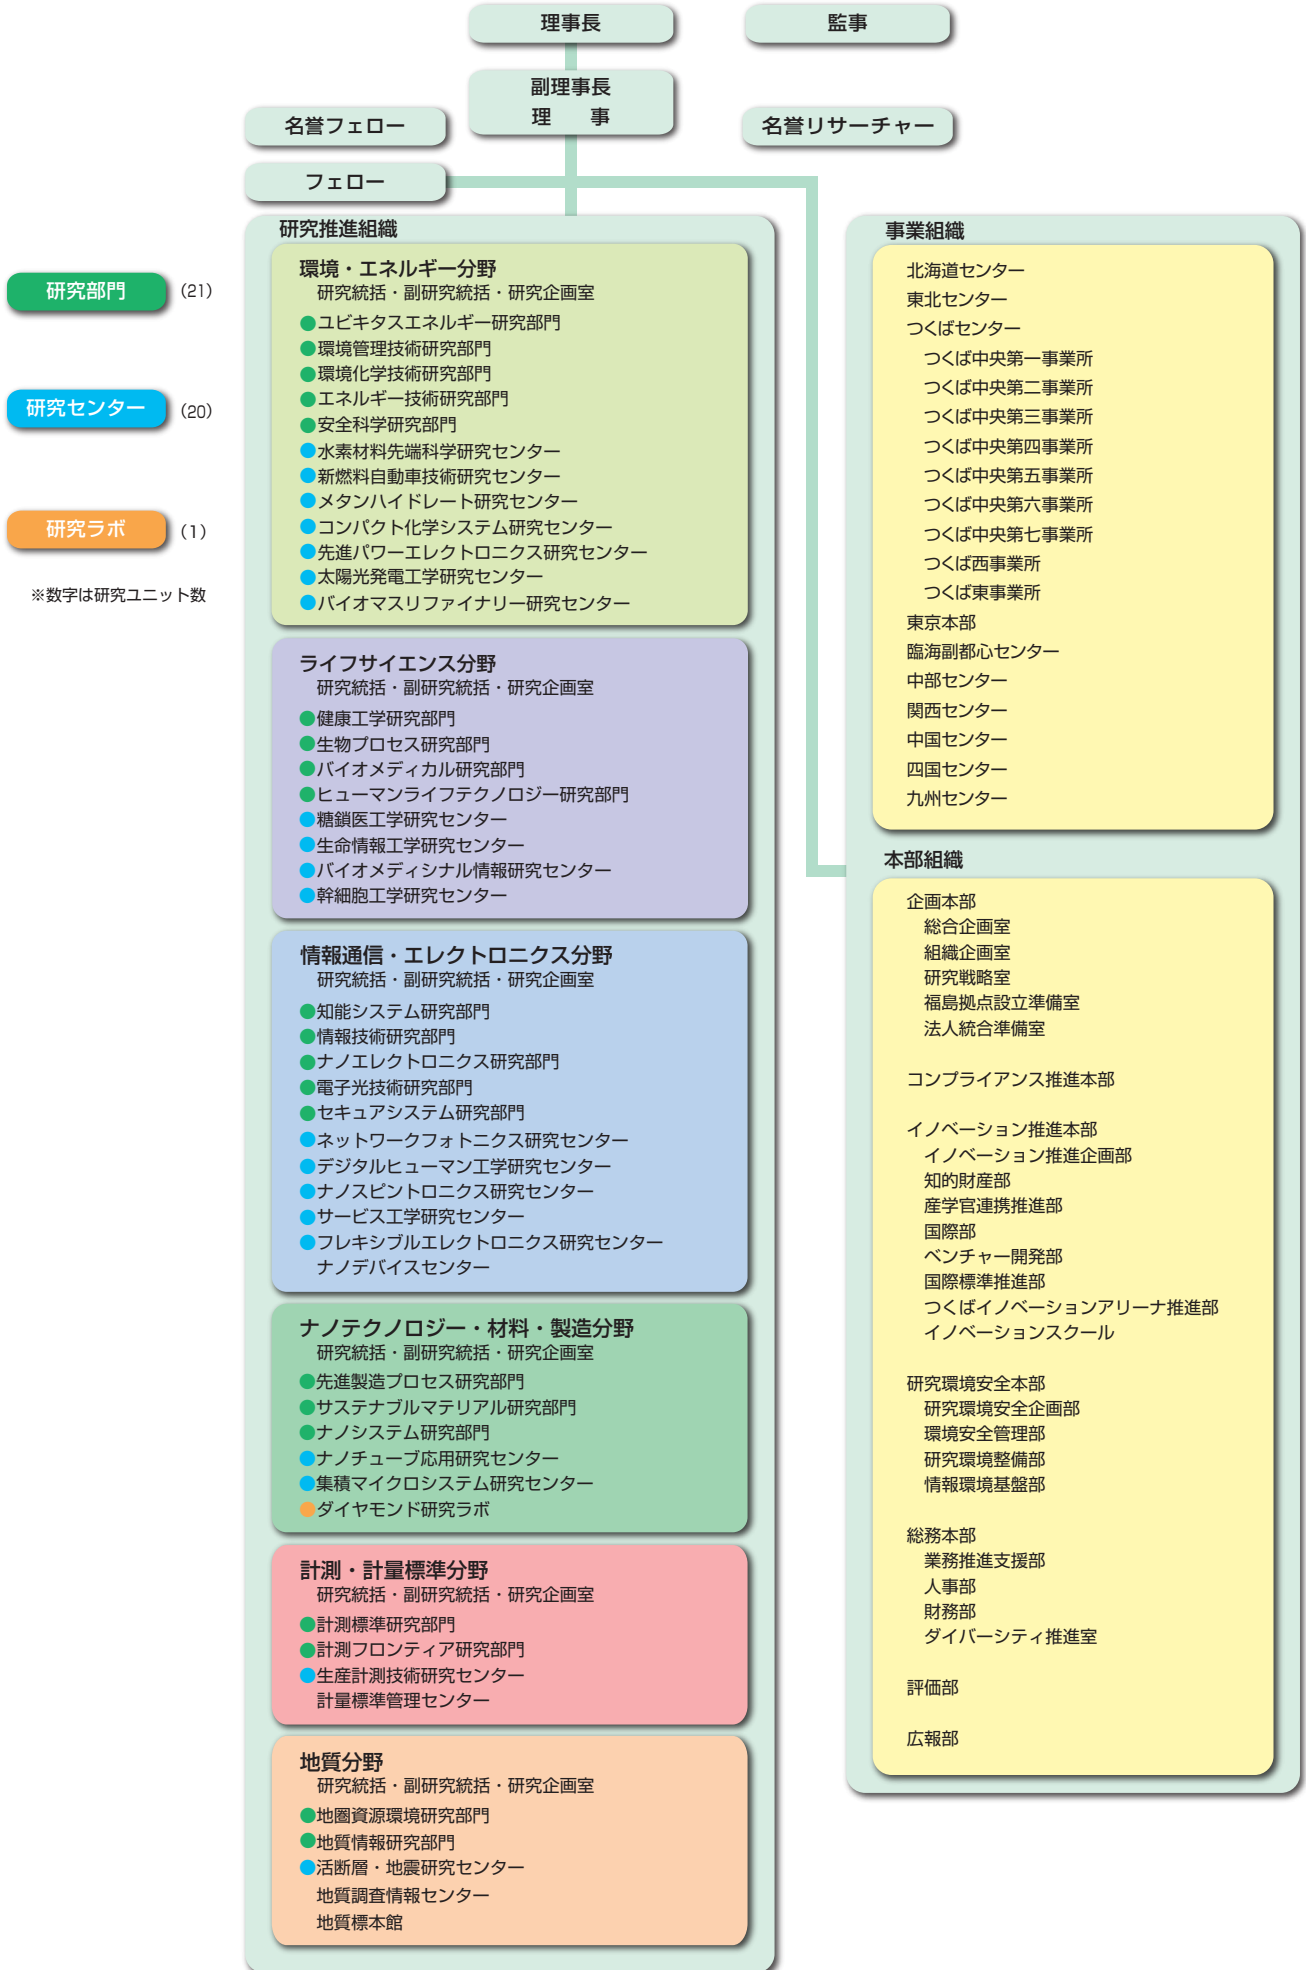 理事長
監事
副理事長
理　事
名誉フェロー
名誉リサーチャー
フェロー
研究部門 (21)
研究センター (20)
研究ラボ (1)
※数字は研究ユニット数
研究推進組織
環境・エネルギー分野
研究統括・副研究統括・研究企画室
●ユビキタスエネルギー研究部門
●環境管理技術研究部門
●環境化学技術研究部門
●エネルギー技術研究部門
●安全科学研究部門
●水素材料先端科学研究センター
●新燃料自動車技術研究センター
●メタンハイドレート研究センター
●コンパクト化学システム研究センター
●先進パワーエレクトロニクス研究センター
●太陽光発電工学研究センター
●バイオマスリファイナリー研究センター
ライフサイエンス分野
研究統括・副研究統括・研究企画室
●健康工学研究部門
●生物プロセス研究部門
●バイオメディカル研究部門
●ヒューマンライフテクノロジー研究部門
●糖鎖医工学研究センター
●生命情報工学研究センター
●バイオメディシナル情報研究センター
●幹細胞工学研究センター
情報通信・エレクトロニクス分野
研究統括・副研究統括・研究企画室
●知能システム研究部門
●情報技術研究部門
●ナノエレクトロニクス研究部門
●電子光技術研究部門
●セキュアシステム研究部門
●ネットワークフォトニクス研究センター
●デジタルヒューマン工学研究センター
●ナノスピントロニクス研究センター
●サービス工学研究センター
●フレキシブルエレクトロニクス研究センター
ナノデバイスセンター
ナノテクノロジー・材料・製造分野
研究統括・副研究統括・研究企画室
●先進製造プロセス研究部門
●サステナブルマテリアル研究部門
●ナノシステム研究部門
●ナノチューブ応用研究センター
●集積マイクロシステム研究センター
●ダイヤモンド研究ラボ
計測・計量標準分野
研究統括・副研究統括・研究企画室
●計測標準研究部門
●計測フロンティア研究部門
●生産計測技術研究センター
計量標準管理センター
地質分野
研究統括・副研究統括・研究企画室
●地圏資源環境研究部門
●地質情報研究部門
●活断層・地震研究センター
地質調査情報センター
地質標本館
事業組織
北海道センター
東北センター
つくばセンター
つくば中央第一事業所
つくば中央第二事業所
つくば中央第三事業所
つくば中央第四事業所
つくば中央第五事業所
つくば中央第六事業所
つくば中央第七事業所
つくば西事業所
つくば東事業所
東京本部
臨海副都心センター
中部センター
関西センター
中国センター
四国センター
九州センター
本部組織
企画本部
総合企画室
組織企画室
研究戦略室
福島拠点設立準備室
法人統合準備室
コンプライアンス推進本部
イノベーション推進本部
イノベーション推進企画部
知的財産部
産学官連携推進部
国際部
ベンチャー開発部
国際標準推進部
つくばイノベーションアリーナ推進部
イノベーションスクール
研究環境安全本部
研究環境安全企画部
環境安全管理部
研究環境整備部
情報環境基盤部
総務本部
業務推進支援部
人事部
財務部
ダイバーシティ推進室
評価部
広報部